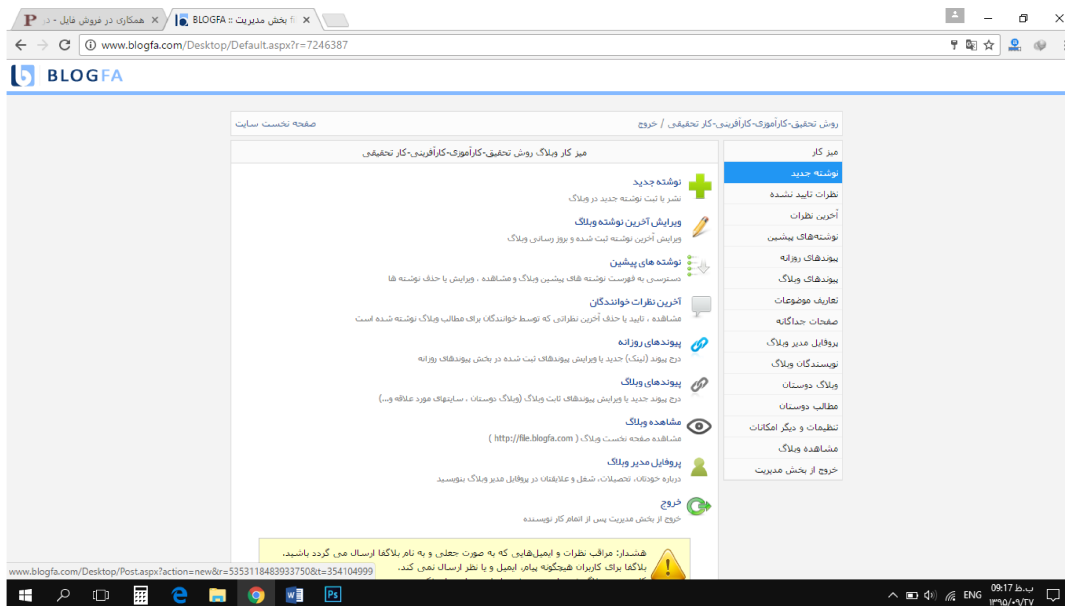 همکاری در فروش فایل - در
بخش مدیریت :: BLOGFA
www.blogfa.com/Desktop/Default.aspx?r=7246387
BLOGFA
روش تحقیق-کارآموزی-کارآفرینی-کار تحقیقی / خروج
صفحه نخست سایت
میز کار
نوشته جدید
نظرات تایید نشده
آخرین نظرات
نوشته‌های پیشین
پیوندهای روزانه
پیوندهای وبلاگ
تعاریف موضوعات
صفحات جداگانه
پروفایل مدیر وبلاگ
نویسندگان وبلاگ
وبلاگ دوستان
مطالب دوستان
تنظیمات و دیگر امکانات
مشاهده وبلاگ
خروج از بخش مدیریت
میز کار وبلاگ روش تحقیق-کارآموزی-کارآفرینی-کار تحقیقی
نوشته جدید
نشر یا ثبت نوشته جدید در وبلاگ
ویرایش آخرین نوشته وبلاگ
ویرایش آخرین نوشته ثبت شده و بروز رسانی وبلاگ
نوشته های پیشین
دسترسی به فهرست نوشته های پیشین وبلاگ و مشاهده ، ویرایش یا حذف نوشته ها
آخرین نظرات خوانندگان
مشاهده ، تایید یا حذف آخرین نظراتی که توسط خوانندگان برای مطالب وبلاگ نوشته شده است
پیوندهای روزانه
درج پیوند (لینک) جدید یا ویرایش پیوندهای ثبت شده در بخش پیوندهای روزانه
پیوندهای وبلاگ
درج پیوند جدید یا ویرایش پیوندهای ثابت وبلاگ (وبلاگ دوستان ، سایتهای مورد علاقه و...)
مشاهده وبلاگ
مشاهده صفحه نخست وبلاگ ( http://file.blogfa.com )
پروفایل مدیر وبلاگ
درباره خودتان، تحصیلات، شغل و علایقتان در پروفایل مدیر وبلاگ بنویسید
خروج
خروج از بخش مدیریت پس از اتمام کار نویسنده
هشدار: مراقب نظرات و ایمیل‌هایی که به صورت جعلی و به نام بلاگفا ارسال می گردد باشید.
بلاگفا برای کاربران هیچگونه پیام، ایمیل و یا نظر ارسال نمی کند.
www.blogfa.com/Desktop/Post.aspx?action=new&r=5353118483933750&t=354104999
ENG
09:17 ب.ظ
۱۳۹۵/۰۹/۲۷